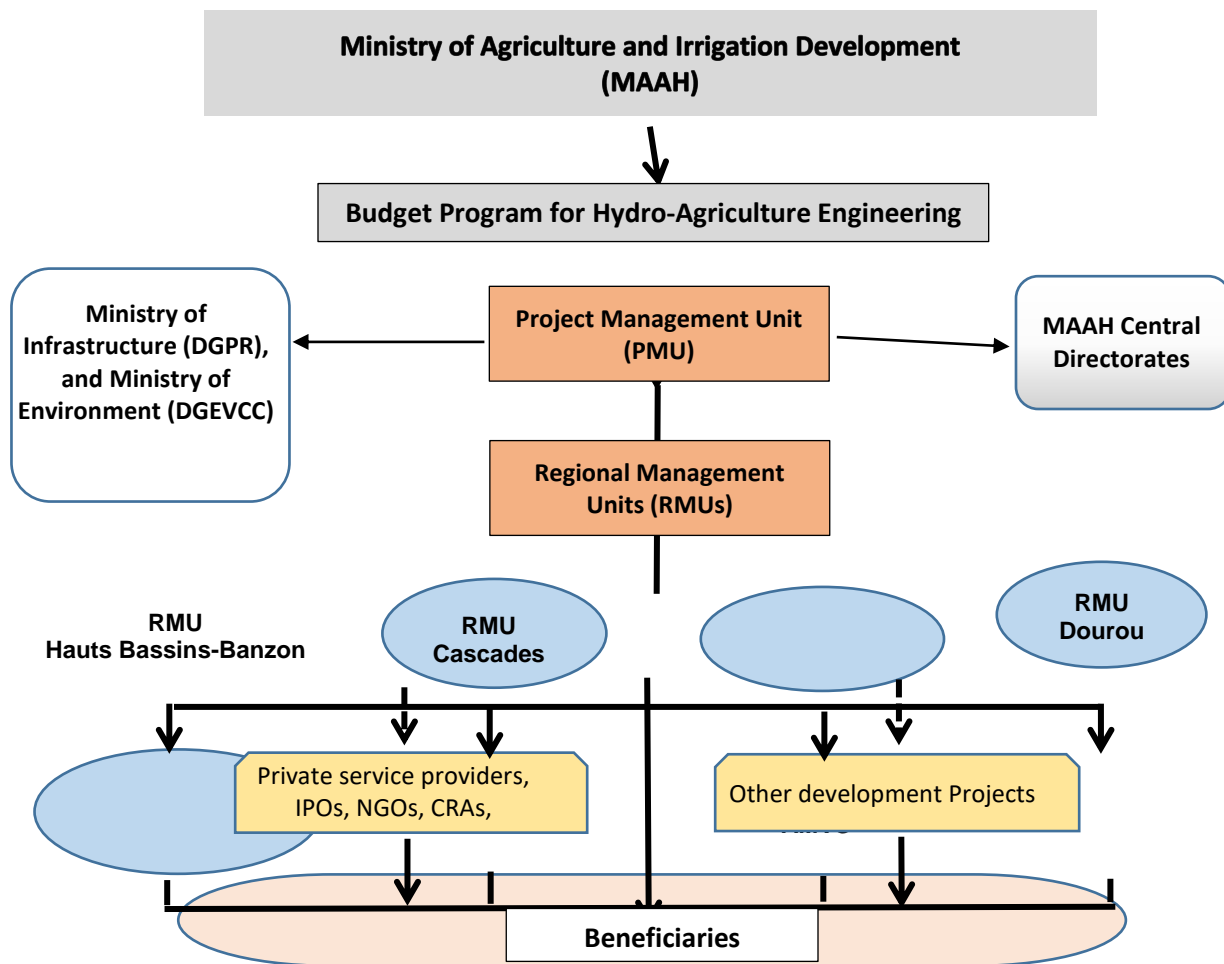 Ministry of Agriculture and Irrigation Development
(MAAH)
Budget Program for Hydro-Agriculture Engineering
Ministry of
Infrastructure (DGPR),
and Ministry of
Environment (DGEVCC)
Project Management Unit
(PMU)
MAAH Central
Directorates
Regional Management
Units (RMUs)
RMU
Hauts Bassins-Banzon
RMU
Cascades
RMU
Dourou
Private service providers,
IPOs, NGOs, CRAs,
Other development Projects
Beneficiaries